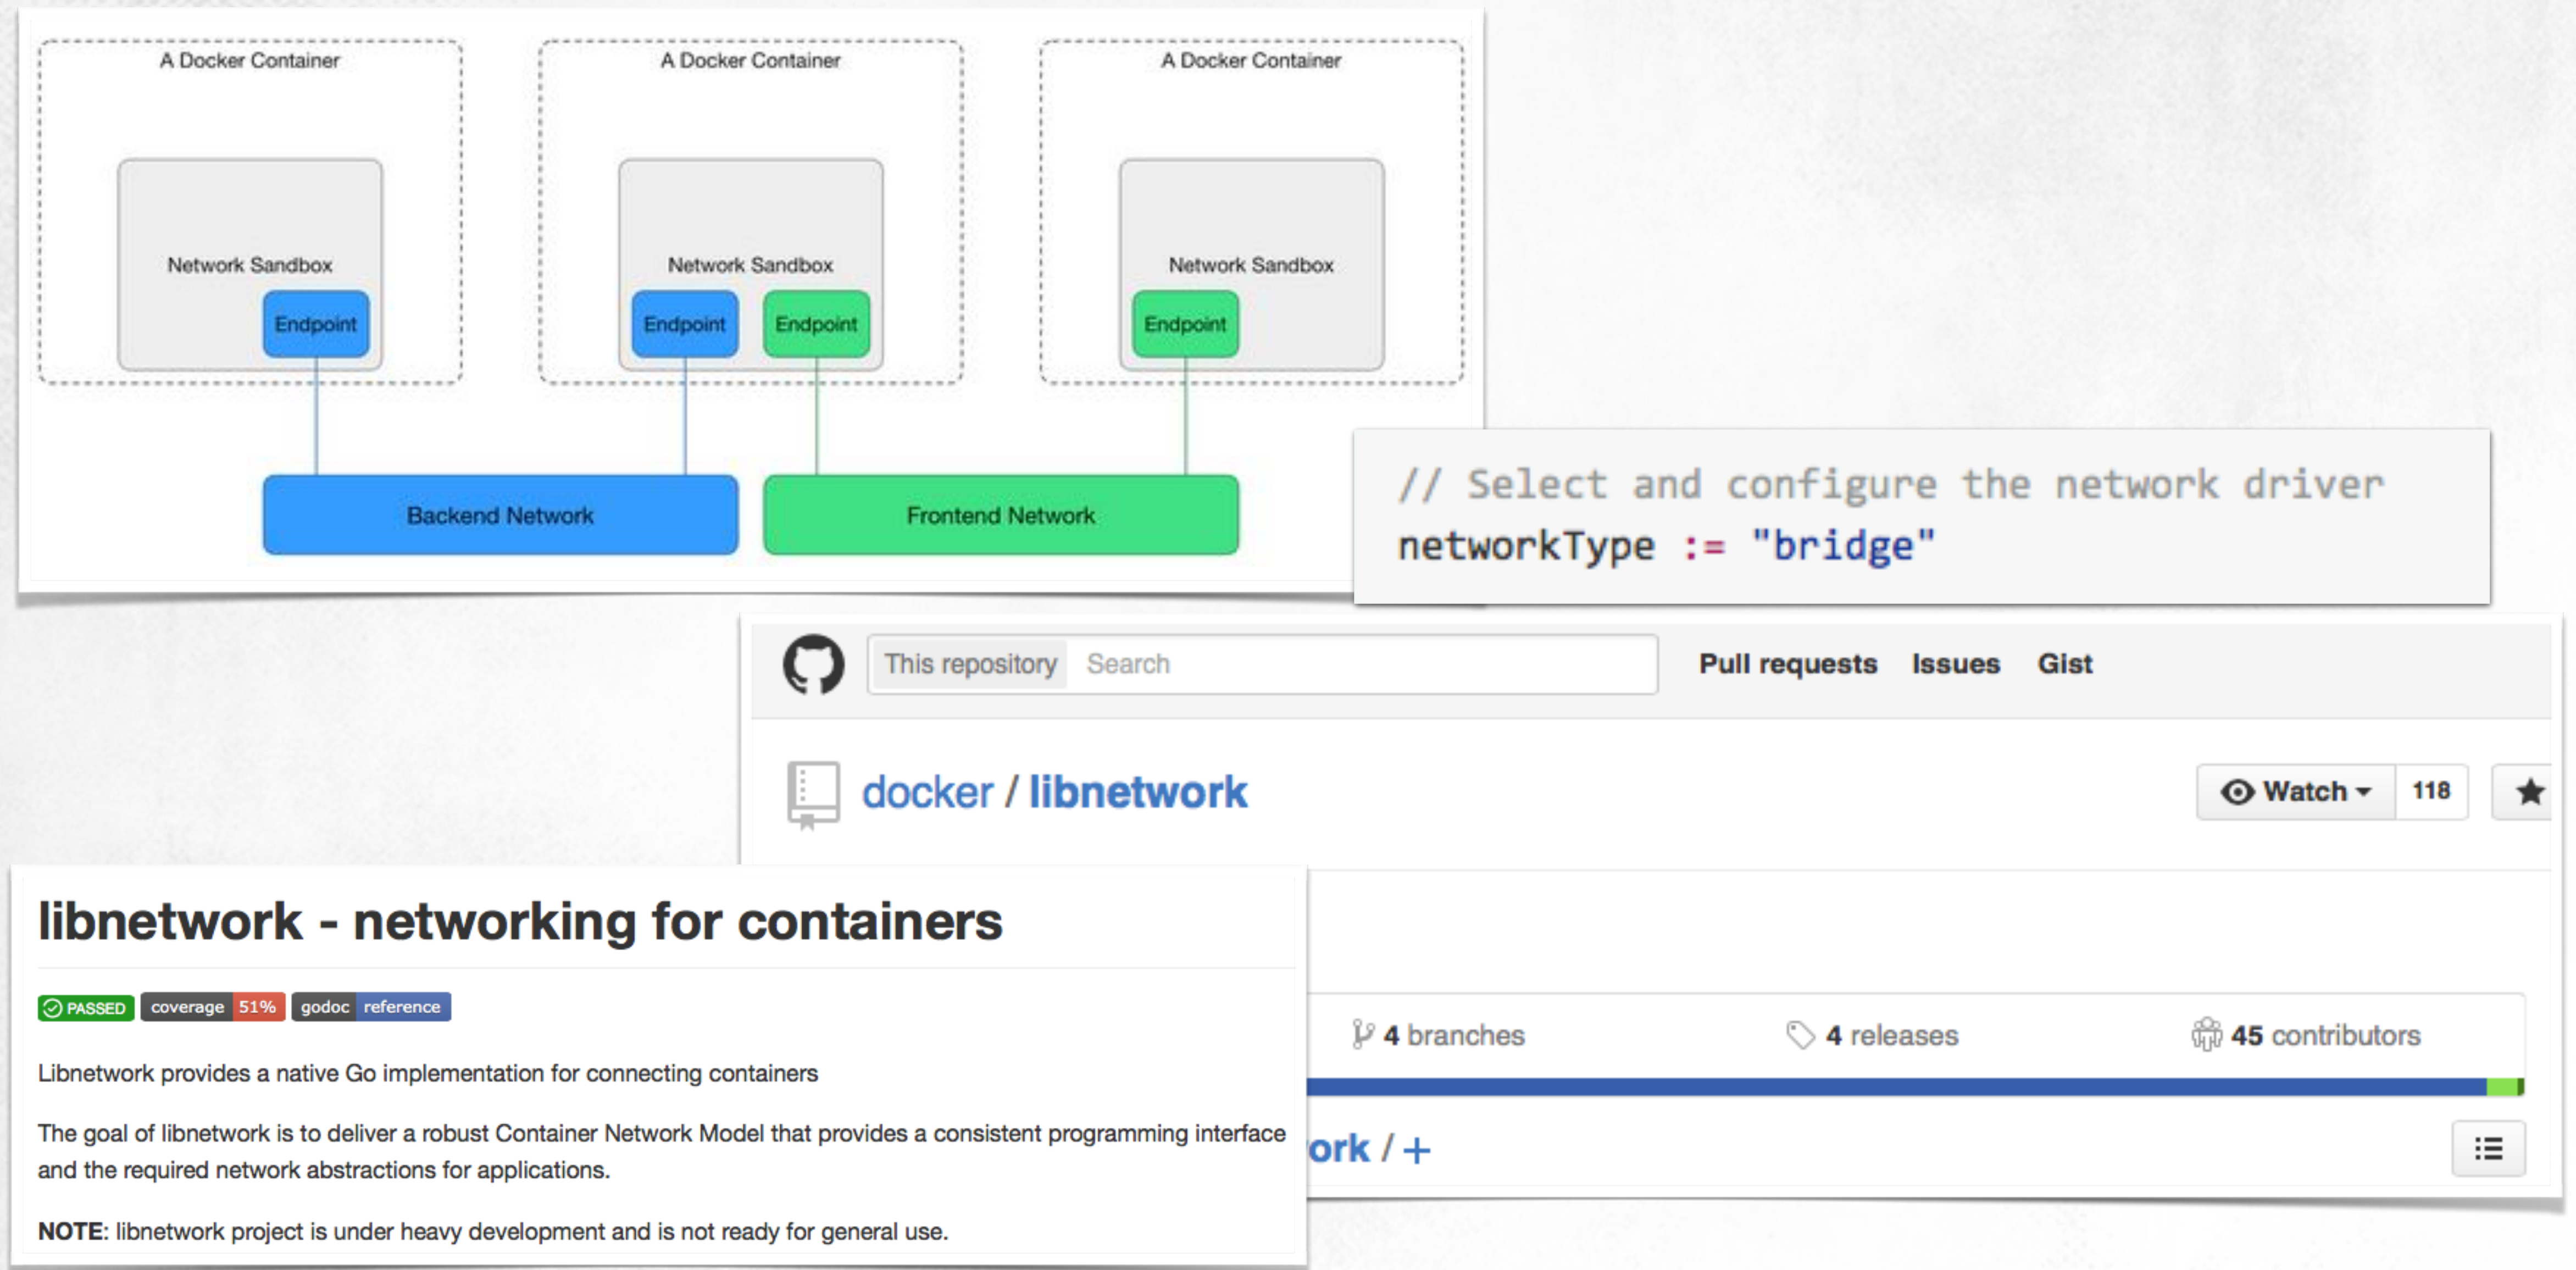 A Docker Container
A Docker Container
A Docker Container
Network Sandbox
Network Sandbox
Network Sandbox
Endpoint
Endpoint
Endpoint
Endpoint
Backend Network
Frontend Network
// Select and configure the network driver
networkType := "bridge"
This repository Search
Pull requests Issues Gist
docker / libnetwork
Watch 118
libnetwork - networking for containers
PASSED coverage 51% godoc reference
Libnetwork provides a native Go implementation for connecting containers
The goal of libnetwork is to deliver a robust Container Network Model that provides a consistent programming interface
and the required network abstractions for applications.
NOTE: libnetwork project is under heavy development and is not ready for general use.
4 branches
4 releases
45 contributors
ork / +